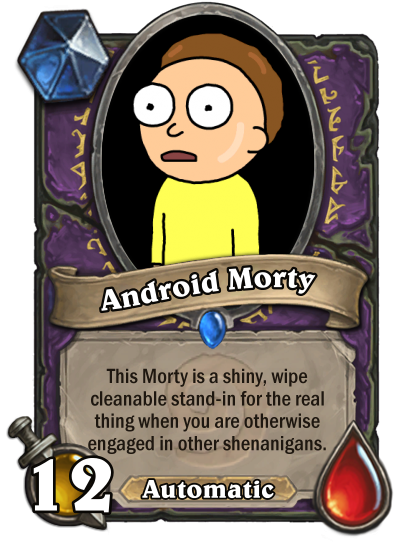 Android Morty
This Morty is a shiny, wipe
cleanable stand-in for the real
thing when you are otherwise
engaged in other shenanigans.
12
Automatic